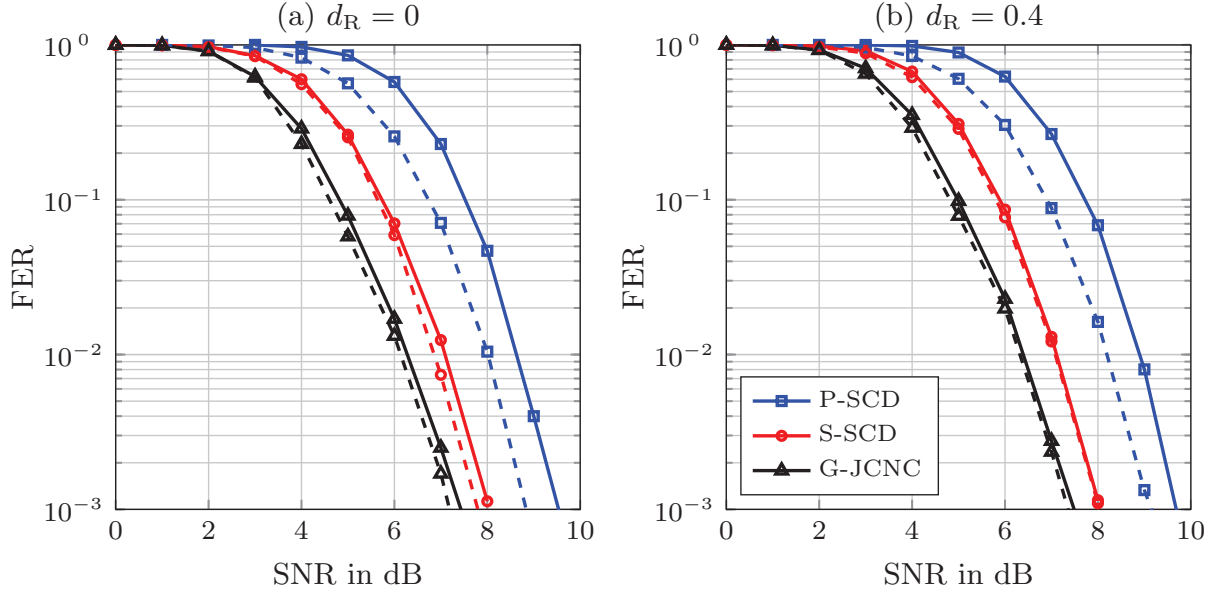 (a) d_R = 0
10^0
10^-1
10^-2
10^-3
FER
0 2 4 6 8 10
SNR in dB
(b) d_R = 0.4
10^0
10^-1
10^-2
10^-3
FER
P-SCD
S-SCD
G-JCNC
0 2 4 6 8 10
SNR in dB